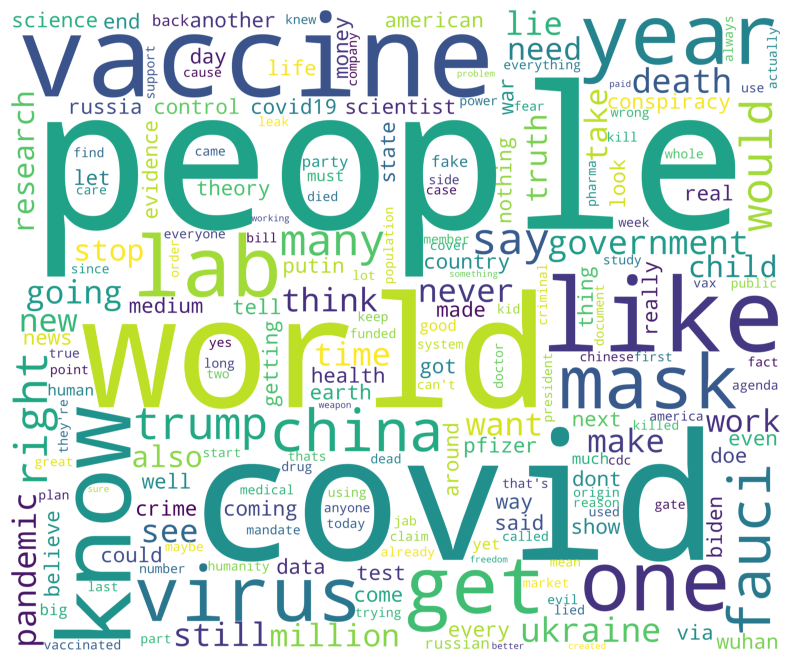 science end back another knew american lie need year always actually
vaccine support day cause life money company problem everything death use
russia control covid19 scientist power war fear paid conspiracy
people leak wrong kill
research evidence find came party fake nothing truth take look whole would
let care theory must died state side case pharma real
working week
stop since lab order everyone bill many putin lot population member cover say country government study child
going tell think never something criminal thing really vax public
new medium made kid document
news world keep funded good system got like
true point yes long two getting time health earth can't doctor president chinese first fact
human they're right weapon mask america agenda
great know trump start china want around next killed work
also thats drug dead pfizer make much cdc even
well covid that's dont doe
plan sure crime medical using anyone today jab claim already coming way origin reason used gate biden
pandemic believe see mandate yet said called show
could maybe humanity freedom mean fauci
big last number virus data test come trying get market evil lied one
vaccinated part still million every russian ukraine better created via wuhan